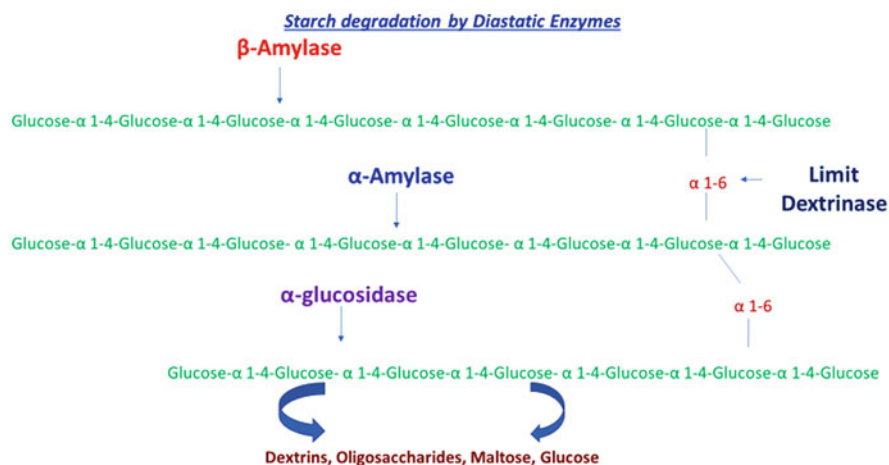 Starch degradation by Diastatic Enzymes
β-Amylase
Glucose-α 1-4-Glucose-α 1-4-Glucose-α 1-4-Glucose- α 1-4-Glucose-α 1-4-Glucose- α 1-4-Glucose-α 1-4-Glucose
α-Amylase
α 1-6
Limit
Dextrinase
Glucose-α 1-4-Glucose-α 1-4-Glucose- α 1-4-Glucose-α 1-4-Glucose- α 1-4-Glucose-α 1-4-Glucose-α 1-4-Glucose
α-glucosidase
α 1-6
Glucose-α 1-4-Glucose- α 1-4-Glucose-α 1-4-Glucose- α 1-4-Glucose-α 1-4-Glucose-α 1-4-Glucose
Dextrins, Oligosaccharides, Maltose, Glucose